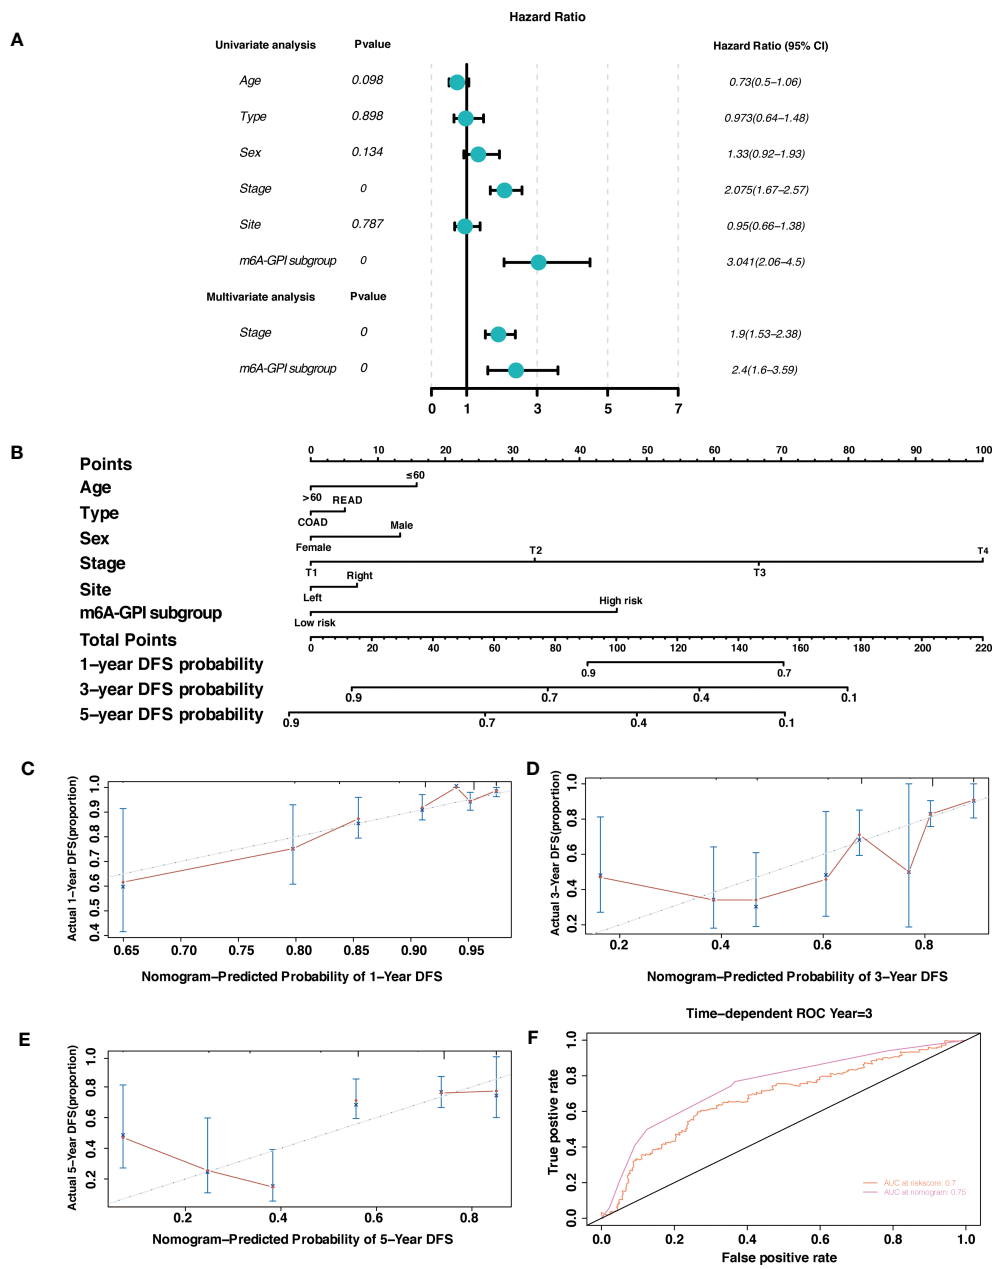 Hazard Ratio
A
Univariate analysis Pvalue Hazard Ratio (95% CI)
Age 0.098 0.73(0.5–1.06)
Type 0.898 0.973(0.64–1.48)
Sex 0.134 1.33(0.92–1.93)
Stage 0 2.075(1.67–2.57)
Site 0.787 0.95(0.66–1.38)
m6A-GPI subgroup 0 3.041(2.06–4.5)
Multivariate analysis Pvalue
Stage 0 1.9(1.53–2.38)
m6A-GPI subgroup 0 2.4(1.6–3.59)
0 1 3 5 7
B
0 10 20 30 40 50 60 70 80 90 100
Points
≤60
Age
>60 READ
Type
COAD Male
Sex
Female T2 T4
Stage
T1 Right T3
Site
Left High risk
m6A-GPI subgroup
Low risk
Total Points
0 20 40 60 80 100 120 140 160 180 200 220
1–year DFS probability
0.9 0.7
3–year DFS probability
0.9 0.7 0.4 0.1
5–year DFS probability
0.9 0.7 0.4 0.1
C
Actual 1–Year DFS(proportion)
1.0
0.9
0.8
0.7
0.6
0.5
0.4
0.65 0.70 0.75 0.80 0.85 0.90 0.95
Nomogram–Predicted Probability of 1–Year DFS
D
Actual 3–Year DFS(proportion)
1.0
0.8
0.6
0.4
0.2
0.2 0.4 0.6 0.8
Nomogram–Predicted Probability of 3–Year DFS
E
Actual 5–Year DFS(proportion)
1.0
0.8
0.6
0.4
0.2
0.2 0.4 0.6 0.8
Nomogram–Predicted Probability of 5–Year DFS
Time–dependent ROC Year=3
F
True postive rate
1.0
0.8
0.6
0.4
0.2
0.0
AUC at riskscore: 0.7
AUC at nomogram: 0.75
0.0 0.2 0.4 0.6 0.8 1.0
False positive rate